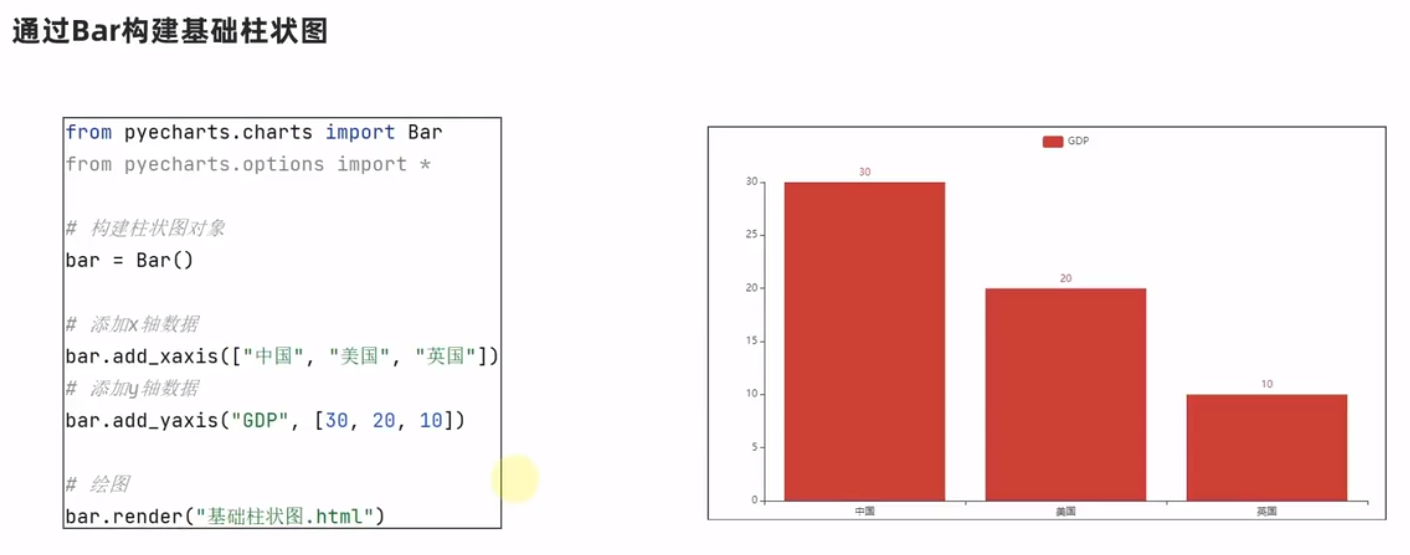 通过Bar构建基础柱状图
from pyecharts.charts import Bar
from pyecharts.options import *
# 构建柱状图对象
bar = Bar()
# 添加x轴数据
bar.add_xaxis(["中国", "美国", "英国"])
# 添加y轴数据
bar.add_yaxis("GDP", [30, 20, 10])
# 绘图
bar.render("基础柱状图.html")
GDP
30
20
10
30
25
20
15
10
5
0
中国 美国 英国